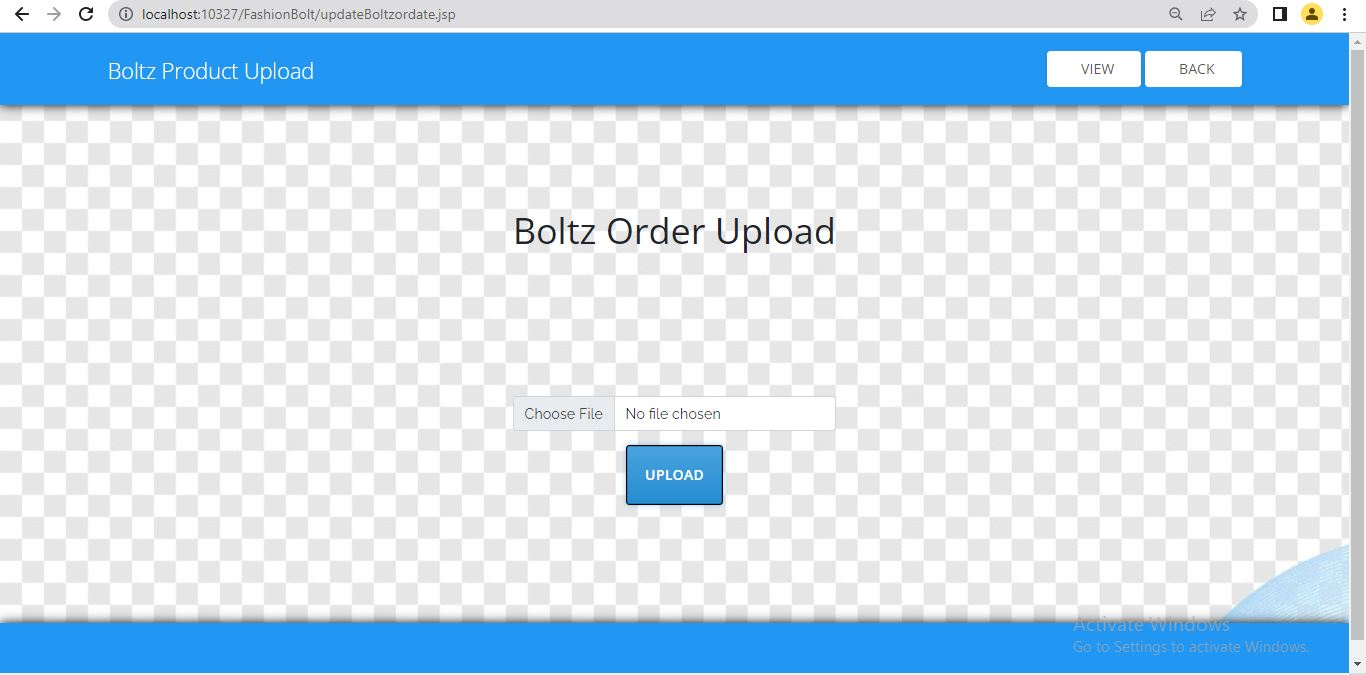 localhost:10327/FashionBolt/updateBoltzordate.jsp
Boltz Product Upload
VIEW
BACK
Boltz Order Upload
Choose File
No file chosen
UPLOAD
Activate Windows
Go to Settings to activate Windows.